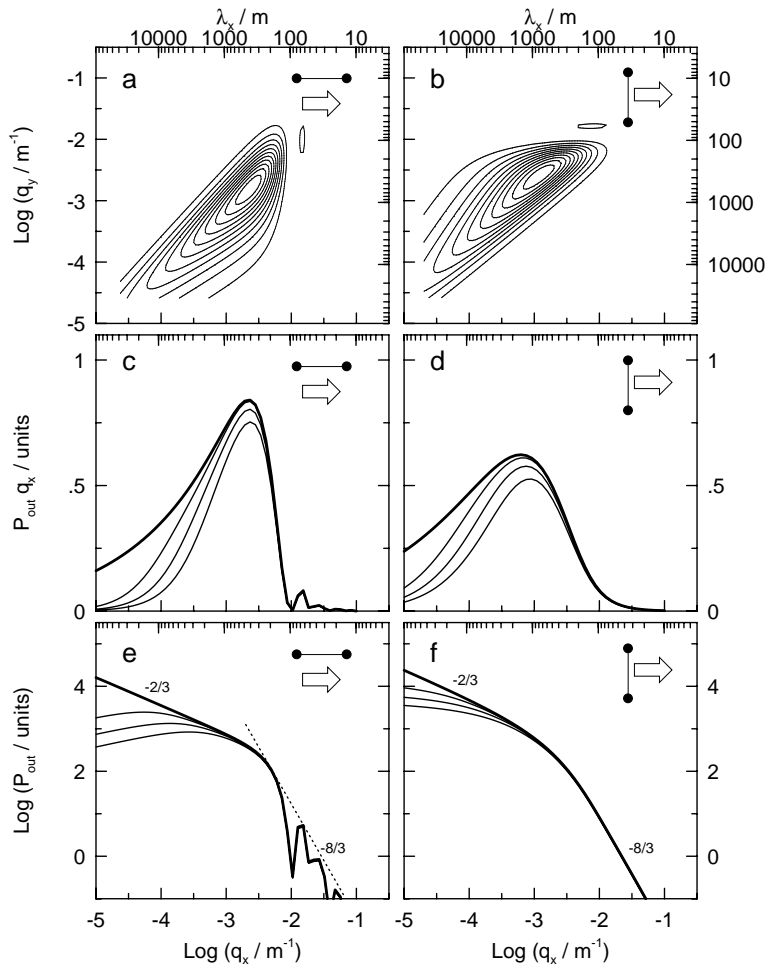 λx / m
λx / m
10000 1000 500 100 10
10000 1000 500 100 10
a
b
-1
-2
-3
-4
-5
Log (qy / m-1)
10
100
1000
10000
c
d
1
.5
0
Pout qx / units
1
.5
0
e
f
-2/3
-2/3
4
2
0
Log (Pout / units)
4
2
0
-8/3
-8/3
-5 -4 -3 -2 -1
-5 -4 -3 -2 -1 0
Log (qx / m-1)
Log (qx / m-1)